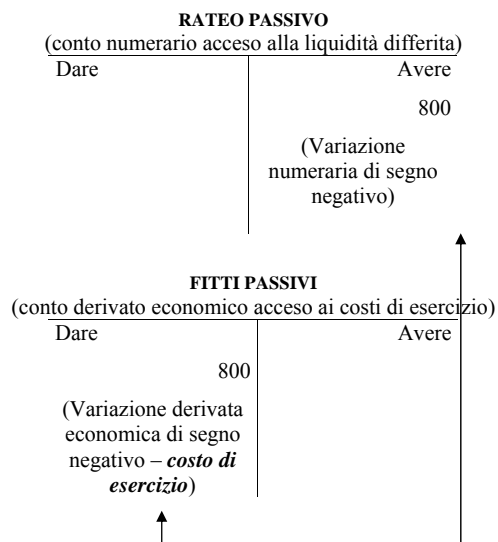 RATEO PASSIVO
(conto numerario acceso alla liquidità differita)
Dare Avere
800
(Variazione
numeraria di segno
negativo)
FITTI PASSIVI
(conto derivato economico acceso ai costi di esercizio)
Dare Avere
800
(Variazione derivata
economica di segno
negativo – costo di
esercizio)